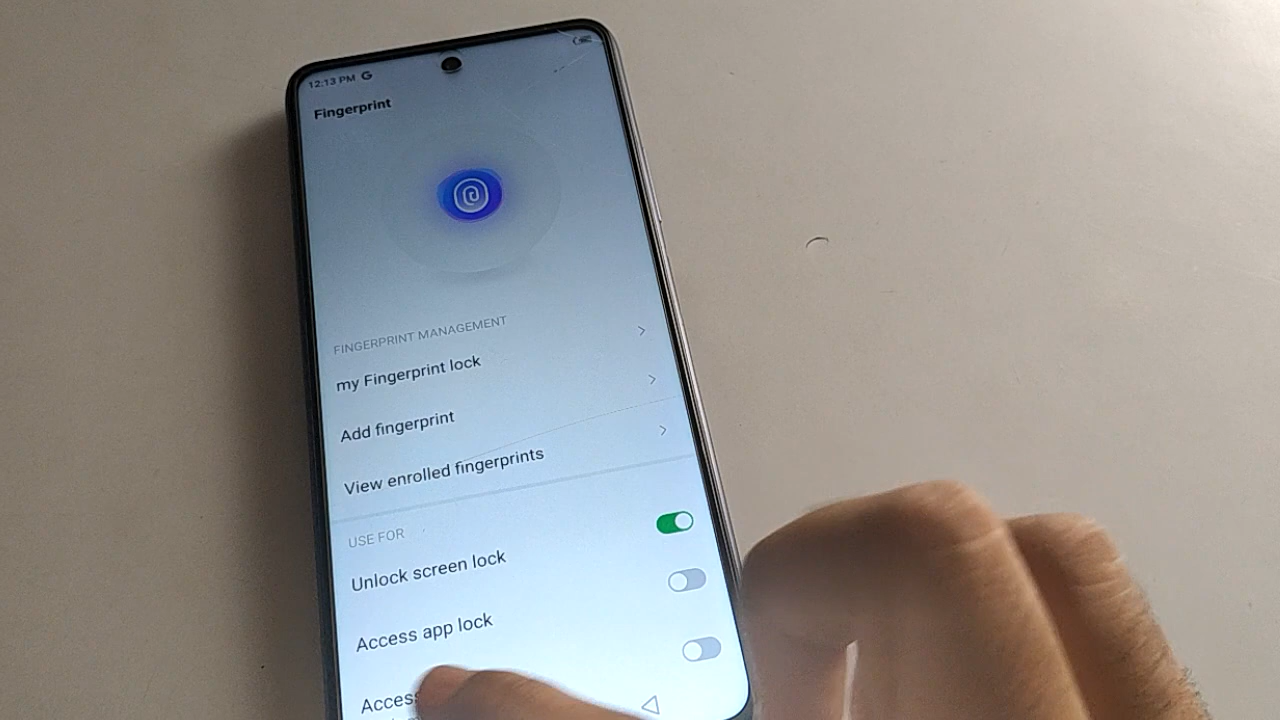 12:13 PM G
Fingerprint
FINGERPRINT MANAGEMENT
my Fingerprint lock
Add fingerprint
View enrolled fingerprints
USE FOR
Unlock screen lock
Access app lock
Access